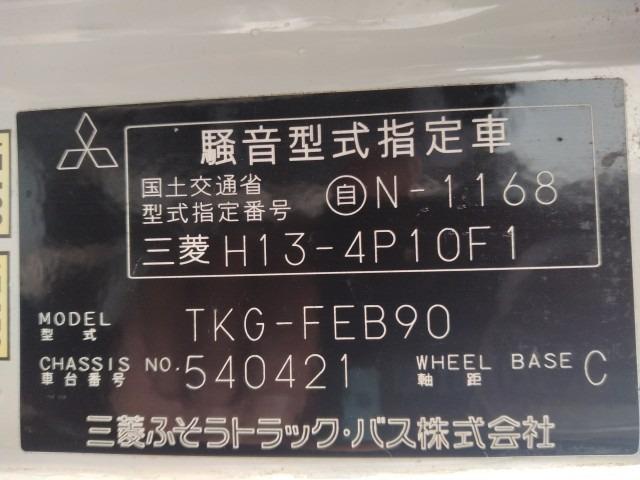 騒音型式指定車
国土交通省
型式指定番号 自N-1168
三菱 H13-4P10F1
MODEL 型式 TKG-FEB90
CHASSIS NO. 車台番号 540421 WHEEL BASE 軸距 C
三菱ふそうトラック・バス株式会社